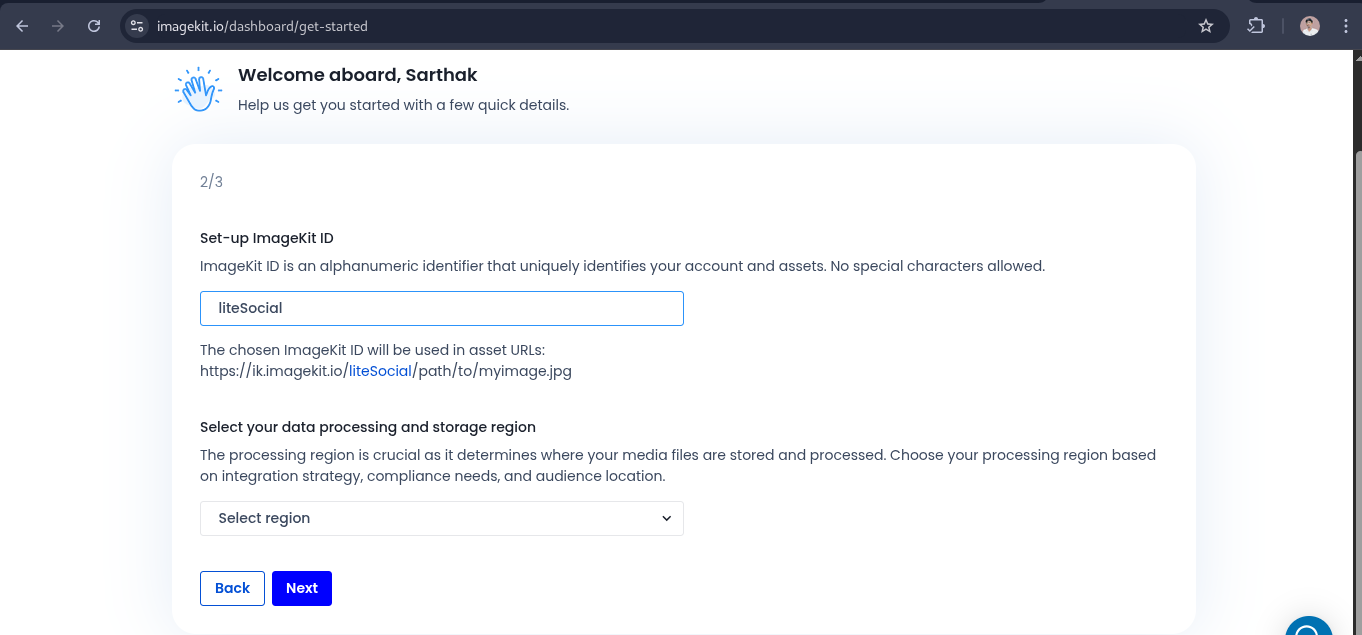 imagekit.io/dashboard/get-started
Welcome aboard, Sarthak
Help us get you started with a few quick details.
2/3
Set-up ImageKit ID
ImageKit ID is an alphanumeric identifier that uniquely identifies your account and assets. No special characters allowed.
liteSocial
The chosen ImageKit ID will be used in asset URLs:
https://ik.imagekit.io/liteSocial/path/to/myimage.jpg
Select your data processing and storage region
The processing region is crucial as it determines where your media files are stored and processed. Choose your processing region based
on integration strategy, compliance needs, and audience location.
Select region
Back Next